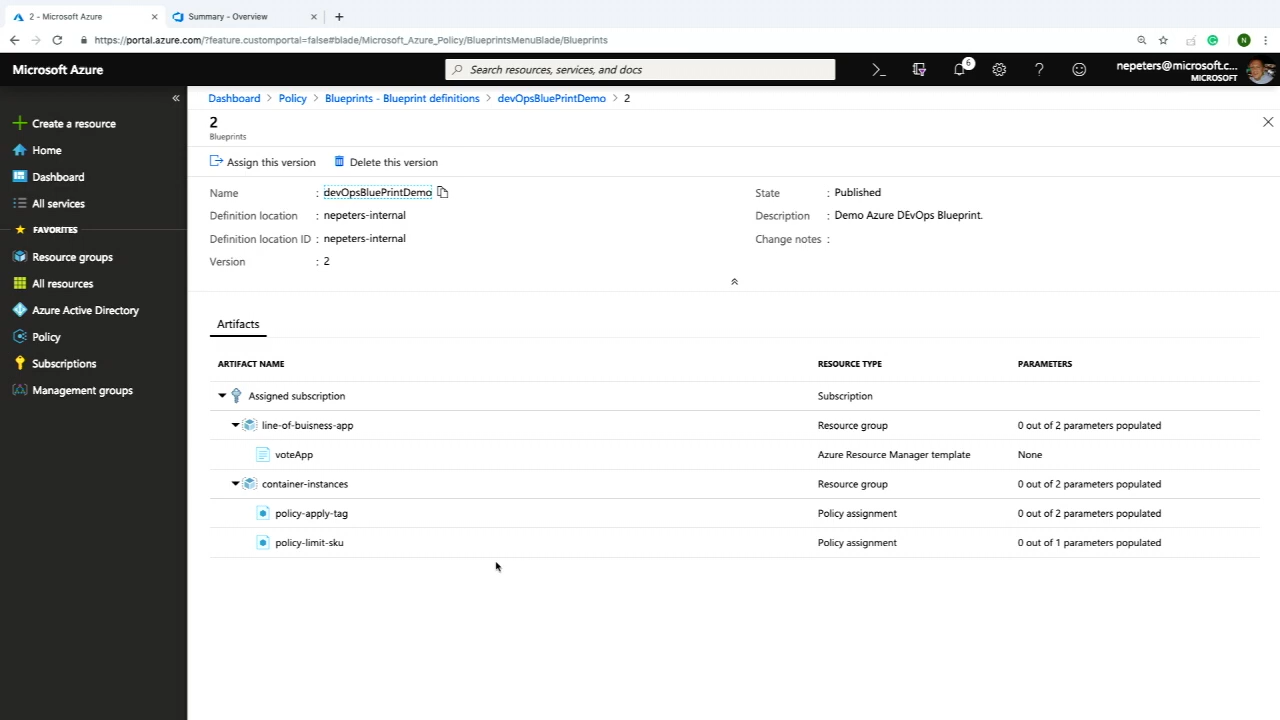 2 - Microsoft Azure
Summary - Overview
https://portal.azure.com/?feature.customportal=false#blade/Microsoft_Azure_Policy/BlueprintsMenuBlade/Blueprints
N
Microsoft Azure
Search resources, services, and docs
6
nepeters@microsoft.c...
MICROSOFT
Dashboard > Policy > Blueprints - Blueprint definitions > devOpsBluePrintDemo > 2
Create a resource
Home
Dashboard
All services
FAVORITES
Resource groups
All resources
Azure Active Directory
Policy
Subscriptions
Management groups
2
Blueprints
Assign this version
Delete this version
Name : devOpsBluePrintDemo
Definition location : nepeters-internal
Definition location ID : nepeters-internal
Version : 2
State : Published
Description : Demo Azure DEvOps Blueprint.
Change notes :
Artifacts
ARTIFACT NAME RESOURCE TYPE PARAMETERS
Assigned subscription Subscription
line-of-buisness-app Resource group 0 out of 2 parameters populated
voteApp Azure Resource Manager template None
container-instances Resource group 0 out of 2 parameters populated
policy-apply-tag Policy assignment 0 out of 2 parameters populated
policy-limit-sku Policy assignment 0 out of 1 parameters populated